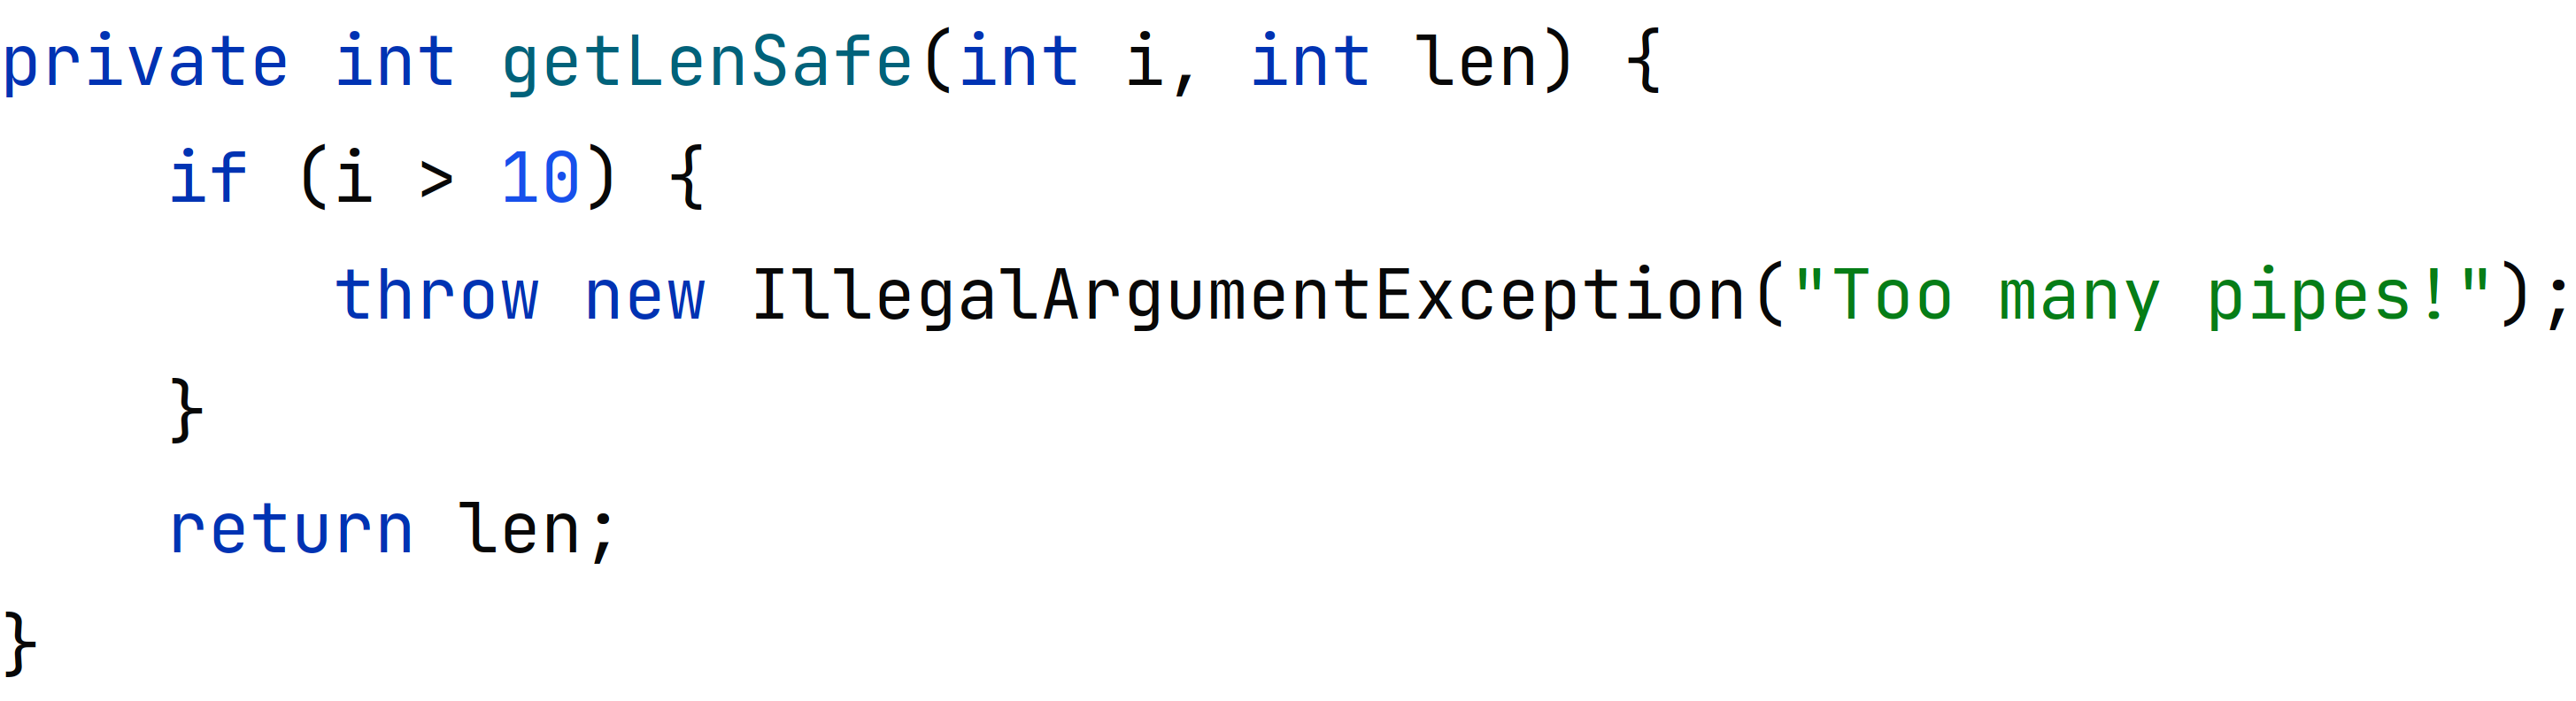 private int getLenSafe(int i, int len) {
    if (i > 10) {
        throw new IllegalArgumentException("Too many pipes!");
    }
    return len;
}